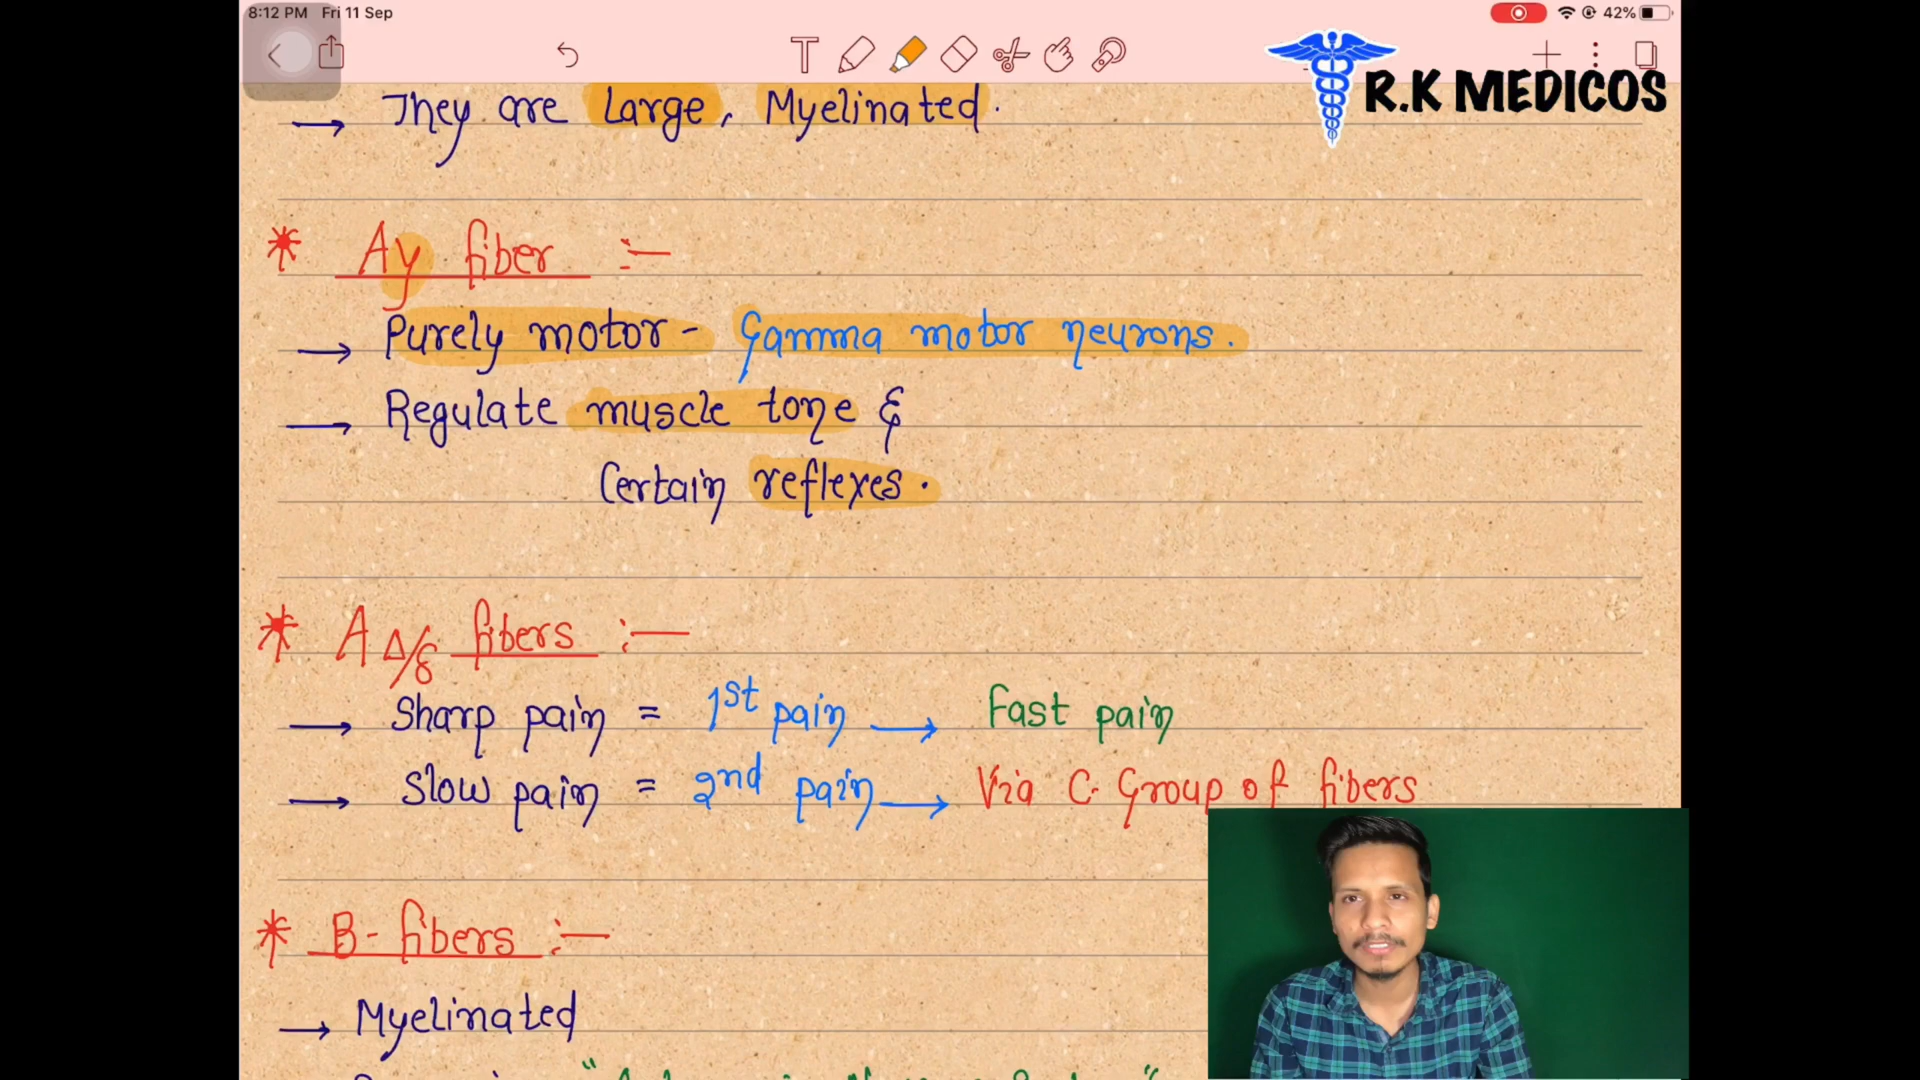 8:12 PM Fri 11 Sep
42%
R.K MEDICOS
→ They are large, Myelinated.
* Aγ fiber :-
→ Purely motor - Gamma motor neurons.
→ Regulate muscle tone &
Certain reflexes.
* A Δ/δ fibers :-
→ Sharp pain = 1st pain → Fast pain
→ Slow pain = 2nd pain → Via C-Group of fibers
* B- fibers :-
→ Myelinated